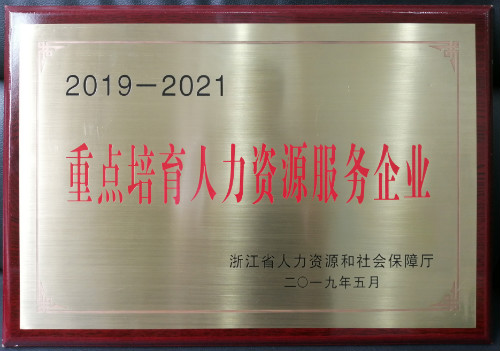 2019－2021
重点培育人力资源服务企业
浙江省人力资源和社会保障厅
二〇一九年五月